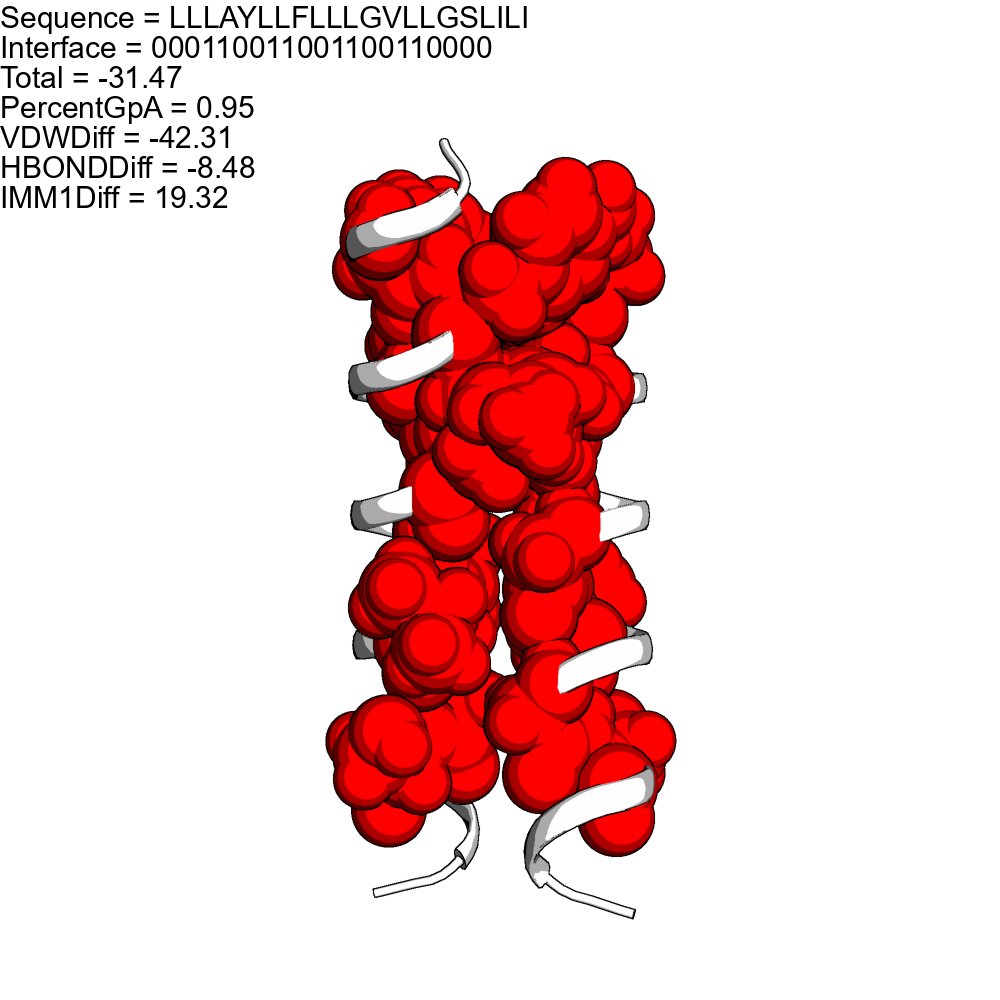 Sequence = LLLAYLLFLLLGVLLGSLILI
Interface = 000110011001100110000
Total = -31.47
PercentGpA = 0.95
VDWDiff = -42.31
HBONDDiff = -8.48
IMM1Diff = 19.32